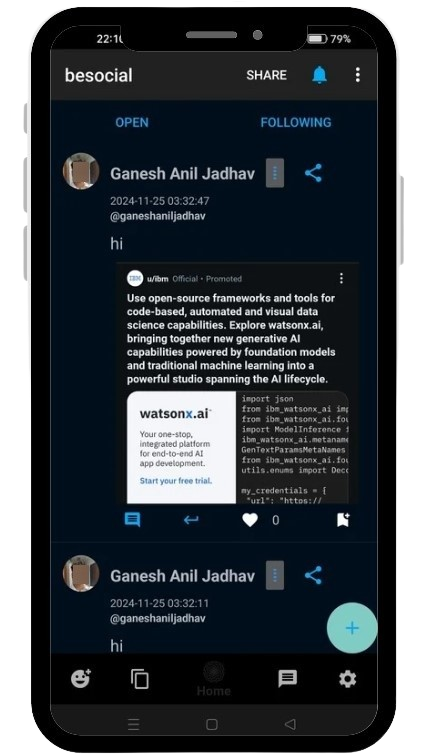 22:1
79%
besocial
SHARE
OPEN
FOLLOWING
Ganesh Anil Jadhav
2024-11-25 03:32:47
@ganeshaniljadhav
hi
IBM u/ibm Official • Promoted
Use open-source frameworks and tools for
code-based, automated and visual data
science capabilities. Explore watsonx.ai,
bringing together new generative AI
capabilities powered by foundation models
and traditional machine learning into a
powerful studio spanning the AI lifecycle.
watsonx.ai
Your one-stop,
integrated platform
for end-to-end AI
app development.
Start your free trial.
import json
from ibm_watsonx_ai imp
from ibm_watsonx_ai.fou
import ModelInference
ibm_watsonx_ai.metaname
GenTextParamsMetaNames
from ibm_watsonx_ai.fou
utils.enums import Deco
my_credentials = {
"url": "https://
0
Ganesh Anil Jadhav
2024-11-25 03:32:11
@ganeshaniljadhav
hi
Home